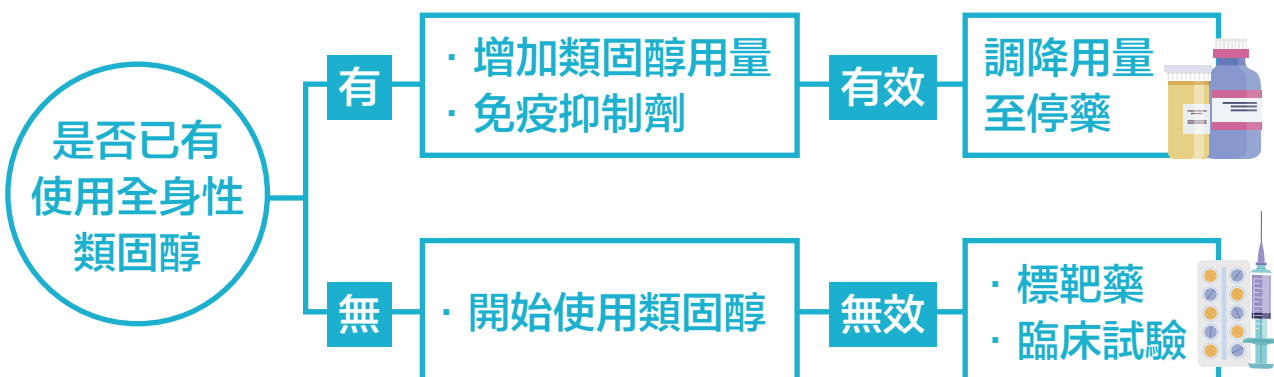 是否已有
使用全身性
類固醇
有
· 增加類固醇用量
· 免疫抑制劑
有效
調降用量
至停藥
無
· 開始使用類固醇
無效
· 標靶藥
· 臨床試驗